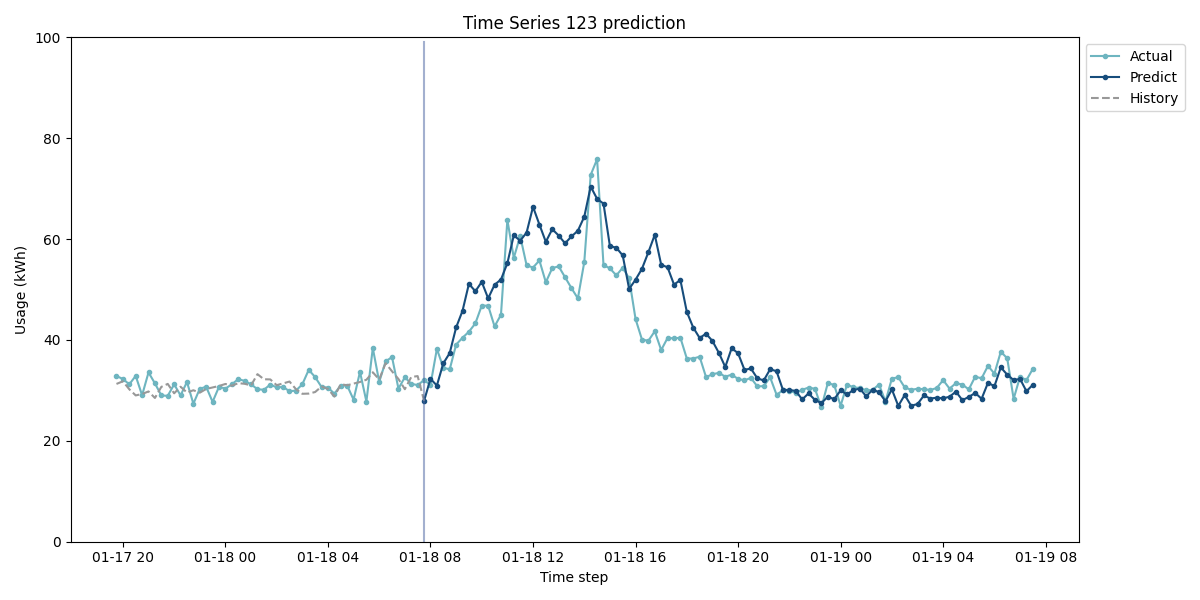 Time Series 123 prediction
Actual
Predict
History
Usage (kWh)
100
80
60
40
20
0
01-17 20
01-18 00
01-18 04
01-18 08
01-18 12
01-18 16
01-18 20
01-19 00
01-19 04
01-19 08
Time step